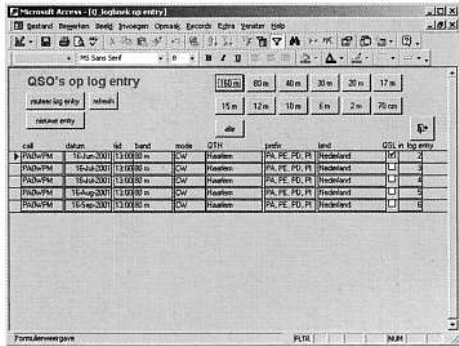 Microsoft Access - [Q_logboek op entry]
Bestand Bewerken Beeld Invoegen Opmaak Records Extra Venster Help
MS Sans Serif 8 B I U
QSO's op log entry
160 m 80 m 40 m 30 m 20 m 17 m
muteer log entry refresh
15 m 12 m 10 m 6 m 2 m 70 cm
nieuwe entry
alle
call datum tijd band mode QTH prefix land QSL in log entry
PA0WPM 16-Jun-2001 13:00 80 m CW Haarlem PA, PE, PD, PI Nederland 2
PA0WPM 16-Jul-2001 13:00 80 m CW Haarlem PA, PE, PD, PI Nederland 3
PA0WPM 16-Jul-2001 13:00 80 m CW Haarlem PA, PE, PD, PI Nederland 4
PA0WPM 16-Aug-2001 13:00 80 m CW Haarlem PA, PE, PD, PI Nederland 5
PA0WPM 16-Sep-2001 13:00 80 m CW Haarlem PA, PE, PD, PI Nederland 6
Formulierweergave FLTR NUM